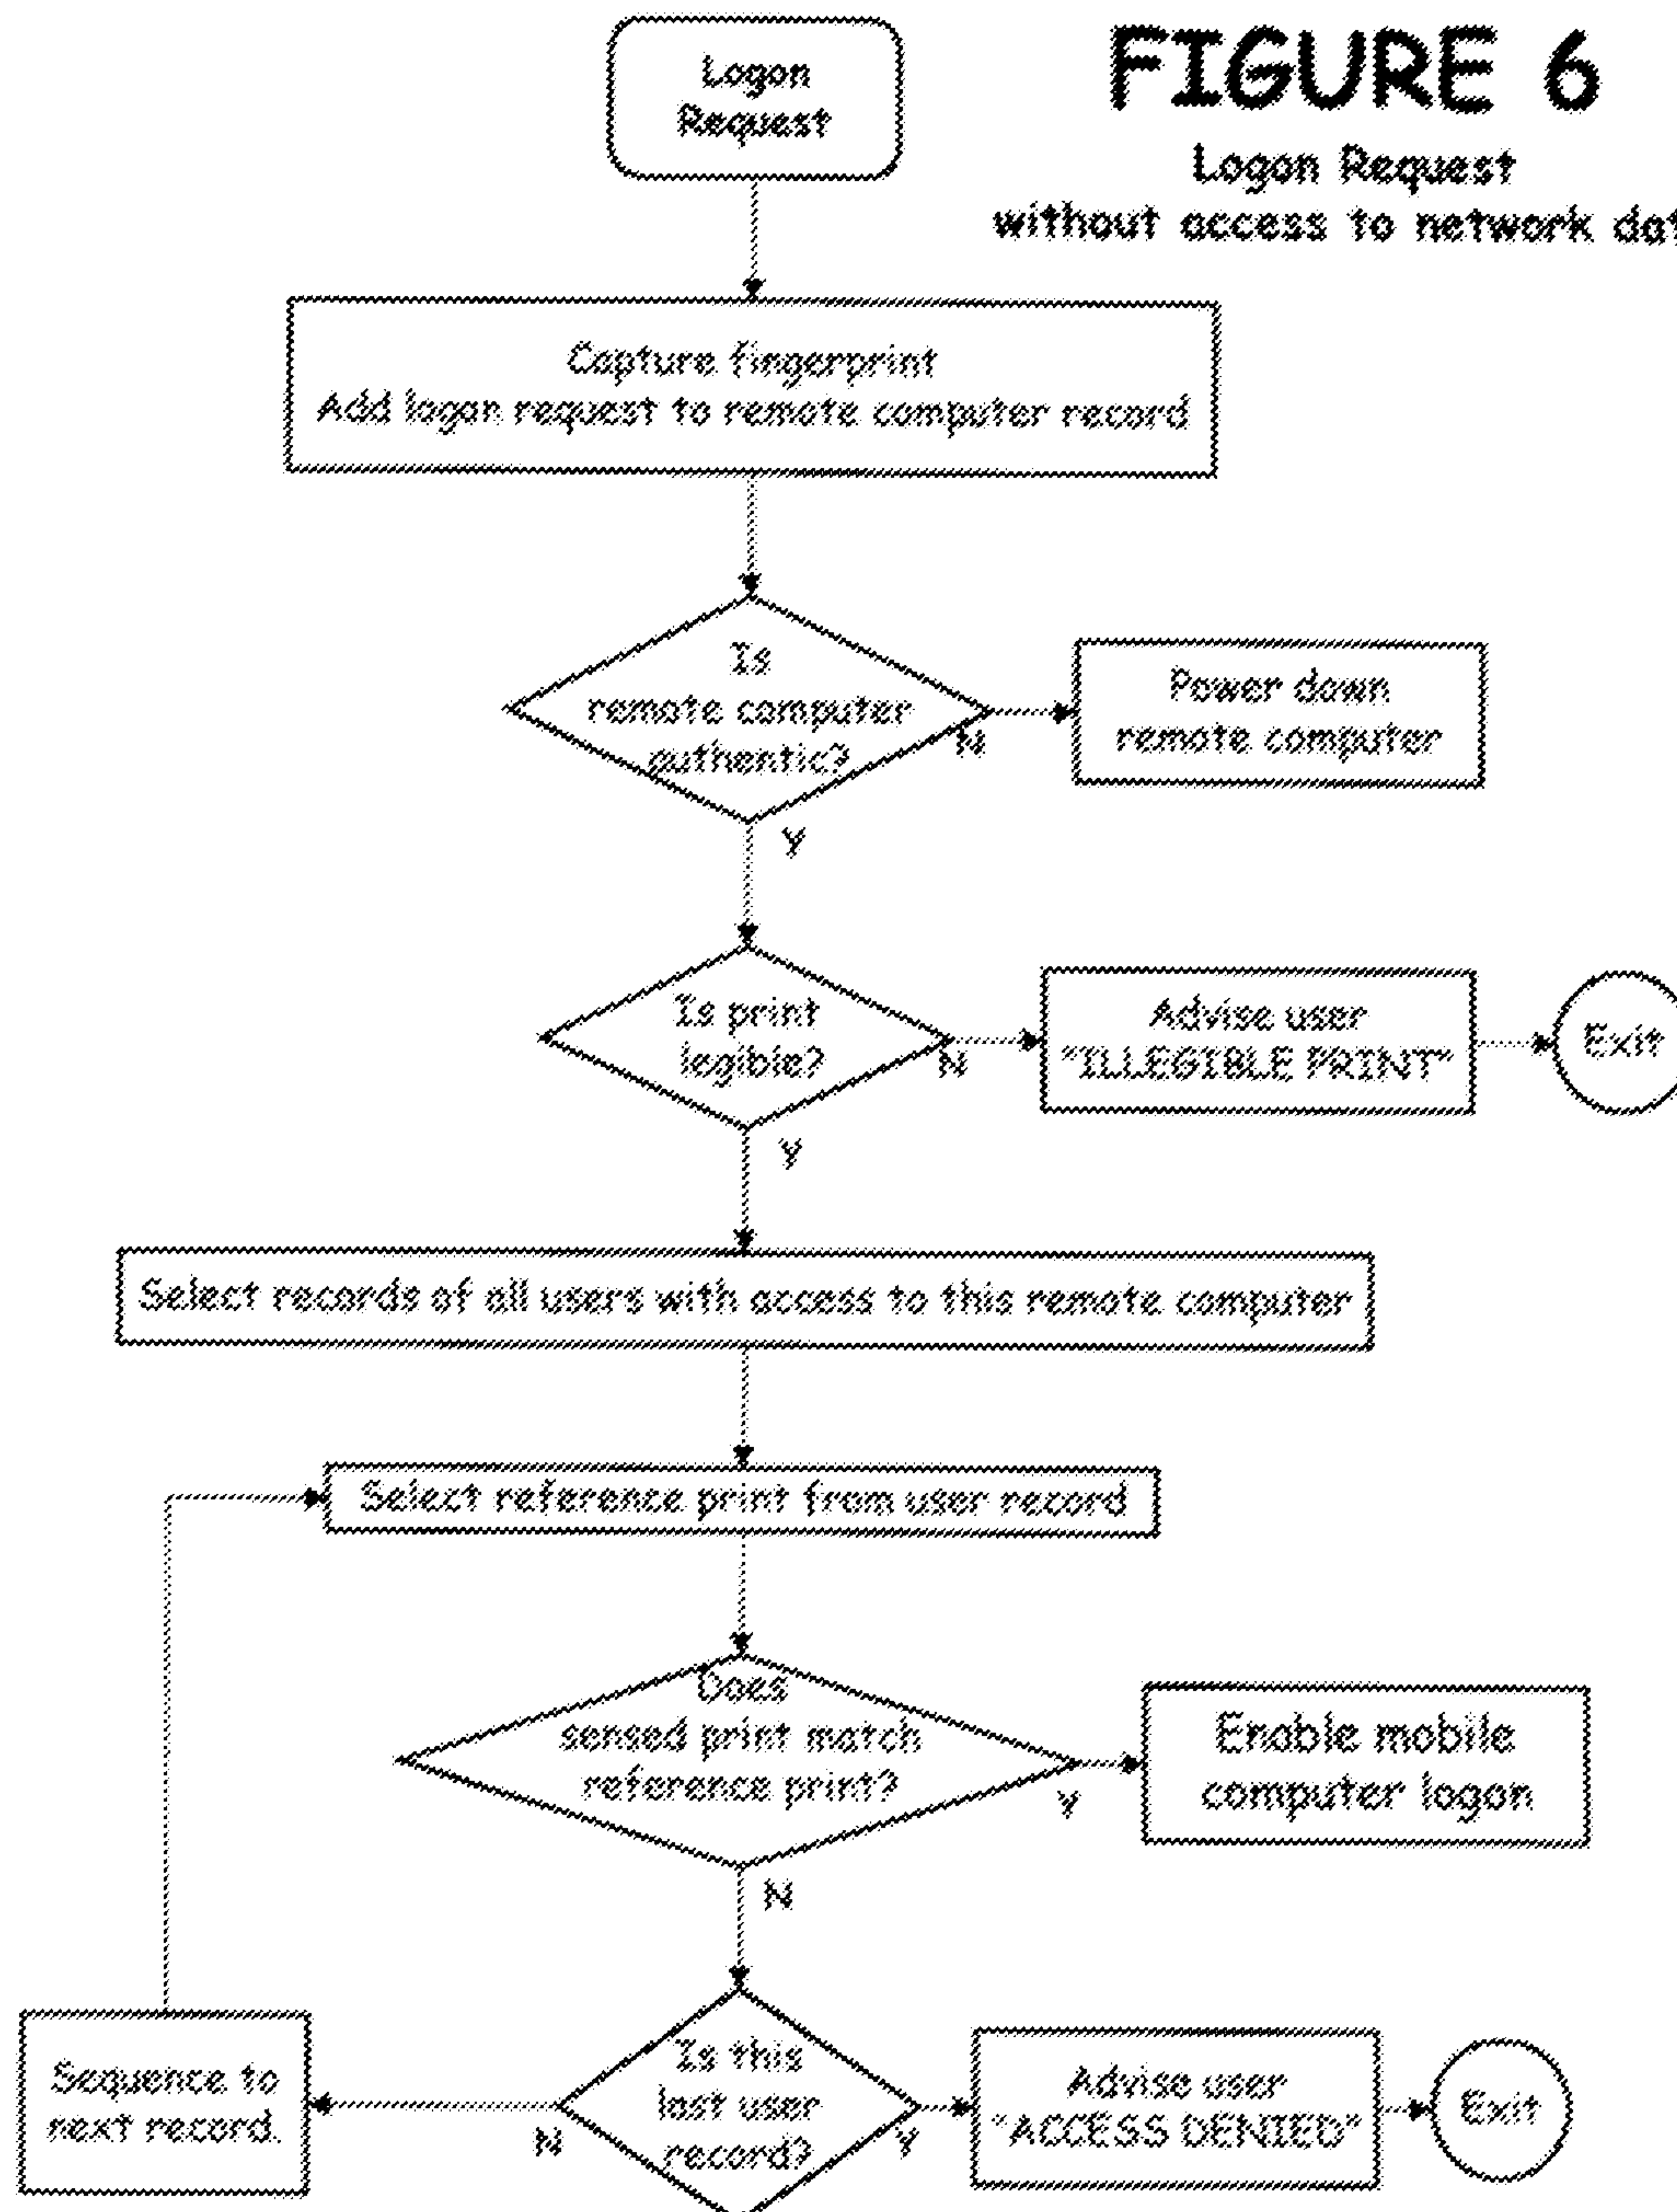 FIGURE 6
Logon Request
without access to network dat
Logon
Request
Capture fingerprint
Add logon request to remote computer record
Is
remote computer
authentic?
N
Power down
remote computer
Y
Is print
legible?
N
Advise user
"ILLEGIBLE PRINT"
Exit
Y
Select records of all users with access to this remote computer
Select reference print from user record
Does
sensed print match
reference print?
Y
Enable mobile
computer logon
N
Sequence to
next record.
N
Is this
last user
record?
Y
Advise user
"ACCESS DENIED"
Exit